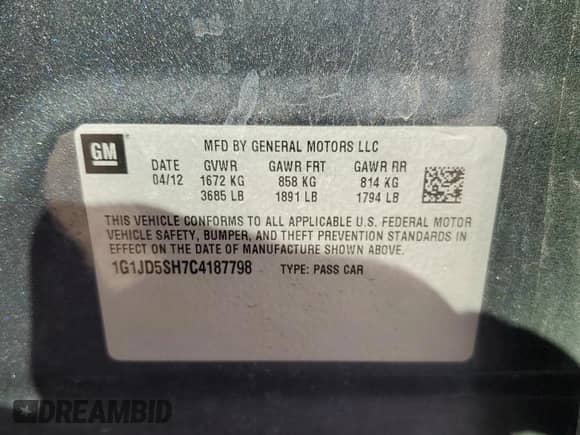 GM
MFD BY GENERAL MOTORS LLC
DATE GVWR GAWR FRT GAWR RR
04/12 1672 KG 858 KG 814 KG
3685 LB 1891 LB 1794 LB
THIS VEHICLE CONFORMS TO ALL APPLICABLE U.S. FEDERAL MOTOR
VEHICLE SAFETY, BUMPER, AND THEFT PREVENTION STANDARDS IN
EFFECT ON THE DATE OF MANUFACTURE SHOWN ABOVE.
1G1JD5SH7C4187798 TYPE: PASS CAR
DREAMBID